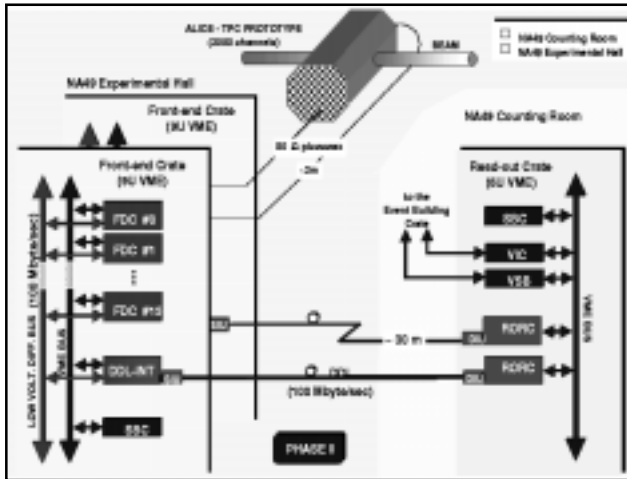 ALICE - TPC PROTOTYPE
BEAM
NA49 Counting Room
NA49 Experimental Hall
NA49 Experimental Hall
Front-end Crate
(9U VME)
Front-end Crate
(9U VME)
NA49 Counting Room
Read-out Crate
(6U VME)
to the
Event Building
Crate
SSC
VIC
VSB
RORC
RORC
VME BUS
FDC #0
FDC #1
FDC #15
DDL-INT
SSC
LOW VOLT. DIFF. BUS (100 Mbyte/sec)
VME BUS
~ 30 m
(100 Mbyte/sec)
PHASE II